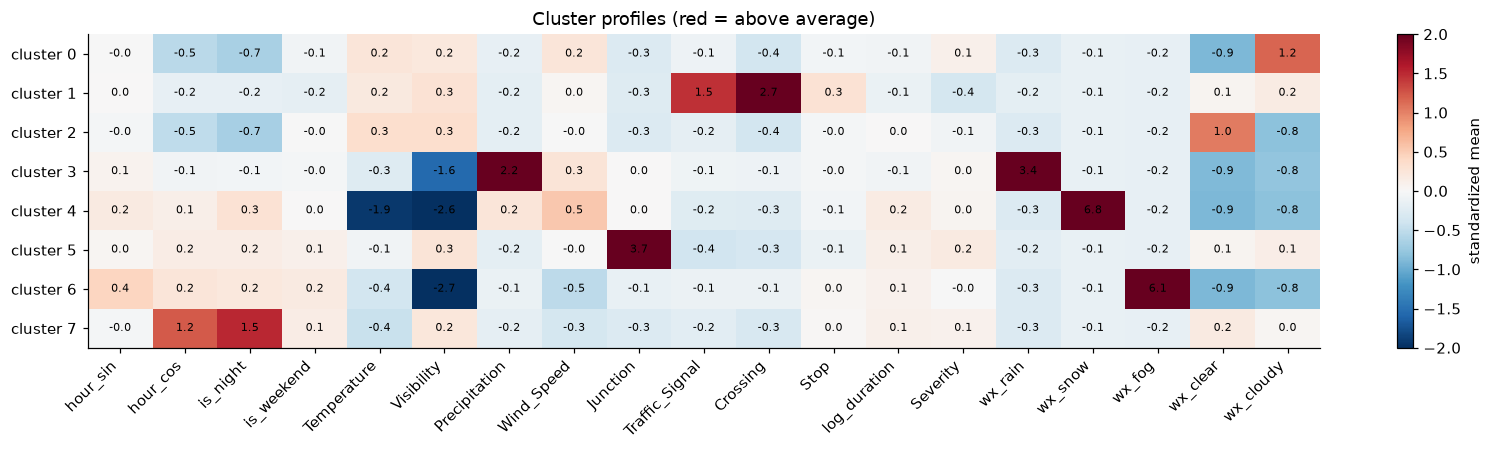 Cluster profiles (red = above average)
cluster 0 -0.0 -0.5 -0.7 -0.1 0.2 0.2 -0.2 0.2 -0.3 -0.1 -0.4 -0.1 -0.1 0.1 -0.3 -0.1 -0.2 -0.9 1.2
cluster 1 0.0 -0.2 -0.2 -0.2 0.2 0.3 -0.2 0.0 -0.3 1.5 2.7 0.3 -0.1 -0.4 -0.2 -0.1 -0.2 0.1 0.2
cluster 2 -0.0 -0.5 -0.7 -0.0 0.3 0.3 -0.2 -0.0 -0.3 -0.2 -0.4 -0.0 0.0 -0.1 -0.3 -0.1 -0.2 1.0 -0.8
cluster 3 0.1 -0.1 -0.1 -0.0 -0.3 -1.6 2.2 0.3 0.0 -0.1 -0.1 -0.0 -0.1 0.0 3.4 -0.1 -0.2 -0.9 -0.8
cluster 4 0.2 0.1 0.3 0.0 -1.9 -2.6 0.2 0.5 0.0 -0.2 -0.3 -0.1 0.2 0.0 -0.3 6.8 -0.2 -0.9 -0.8
cluster 5 0.0 0.2 0.2 0.1 -0.1 0.3 -0.2 -0.0 3.7 -0.4 -0.3 -0.1 0.1 0.2 -0.2 -0.1 -0.2 0.1 0.1
cluster 6 0.4 0.2 0.2 0.2 -0.4 -2.7 -0.1 -0.5 -0.1 -0.1 -0.1 0.0 0.1 -0.0 -0.3 -0.1 6.1 -0.9 -0.8
cluster 7 -0.0 1.2 1.5 0.1 -0.4 0.2 -0.2 -0.3 -0.3 -0.2 -0.3 0.0 0.1 0.1 -0.3 -0.1 -0.2 0.2 0.0
hour_sin hour_cos is_night is_weekend Temperature Visibility Precipitation Wind_Speed Junction Traffic_Signal Crossing Stop log_duration Severity wx_rain wx_snow wx_fog wx_clear wx_cloudy
2.0
1.5
1.0
0.5
0.0
−0.5
−1.0
−1.5
−2.0
standardized mean